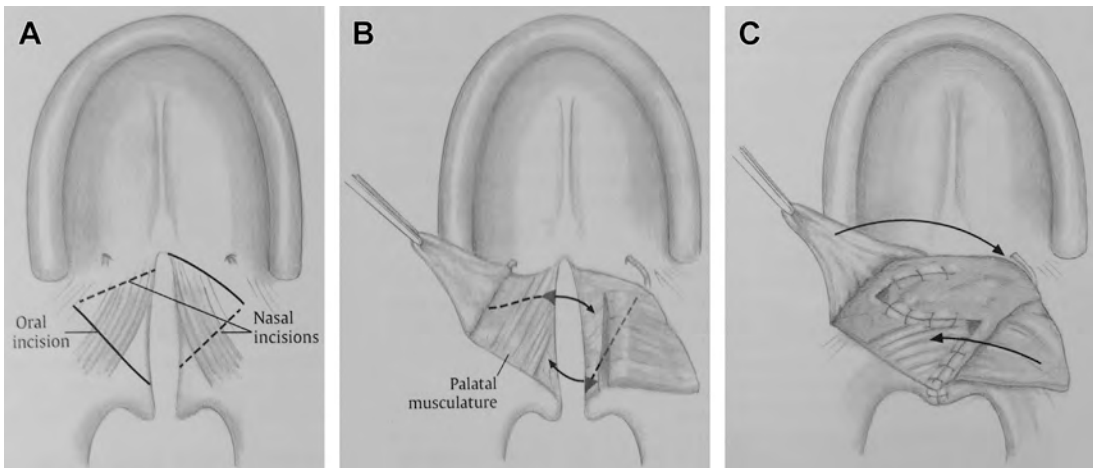 A
Oral
incision
Nasal
incisions
B
Palatal
musculature
C